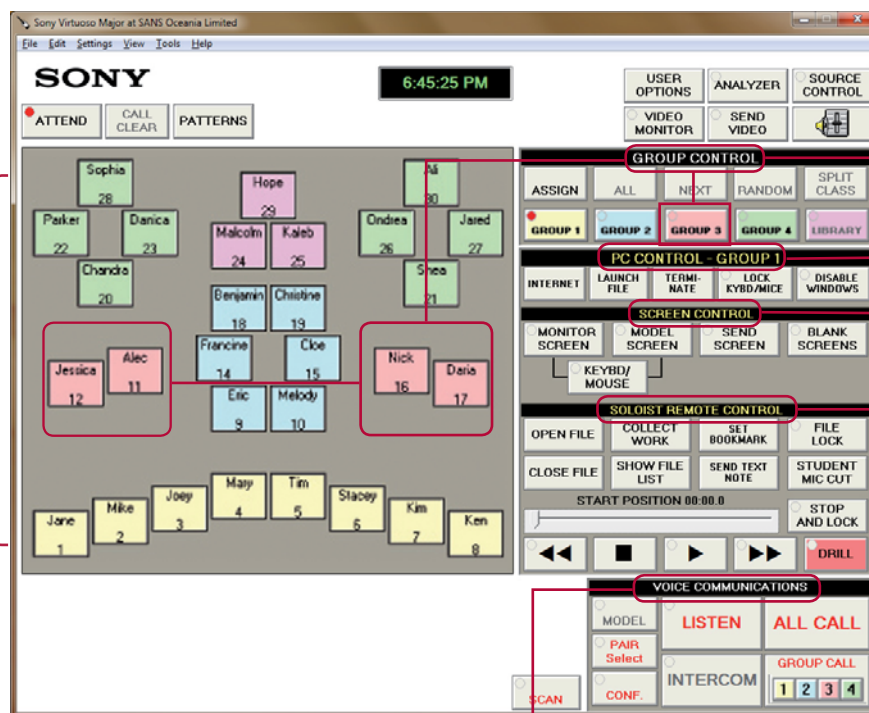 Sony Virtuoso Major at SANS Oceania Limited
File Edit Settings View Tools Help
SONY
6:45:25 PM
USER OPTIONS
ANALYZER
SOURCE CONTROL
ATTEND
CALL CLEAR
PATTERNS
VIDEO MONITOR
SEND VIDEO
Sophia
28
Parker
22
Danica
23
Chandra
20
Hope
29
Malcolm
24
Kaleb
25
Ali
30
Ondrea
26
Jared
27
Shea
21
Benjamin
18
Christine
19
Francine
14
Cloe
15
Eric
9
Melody
10
Jessica
12
Alec
11
Nick
16
Daria
17
Jane
1
Mike
2
Joey
3
Mary
4
Tim
5
Stacey
6
Kim
7
Ken
8
GROUP CONTROL
ASSIGN
ALL
NEXT
RANDOM
SPLIT CLASS
GROUP 1
GROUP 2
GROUP 3
GROUP 4
LIBRARY
PC CONTROL - GROUP 1
INTERNET
LAUNCH FILE
TERMI-NATE
LOCK KYBD/MICE
DISABLE WINDOWS
SCREEN CONTROL
MONITOR SCREEN
MODEL SCREEN
SEND SCREEN
BLANK SCREENS
KEYBD/ MOUSE
SOLOIST REMOTE CONTROL
OPEN FILE
COLLECT WORK
SET BOOKMARK
FILE LOCK
CLOSE FILE
SHOW FILE LIST
SEND TEXT NOTE
STUDENT MIC CUT
START POSITION 00:00.0
STOP AND LOCK
DRILL
VOICE COMMUNICATIONS
MODEL
LISTEN
ALL CALL
PAIR Select
INTERCOM
GROUP CALL
1 2 3 4
SCAN
CONF.